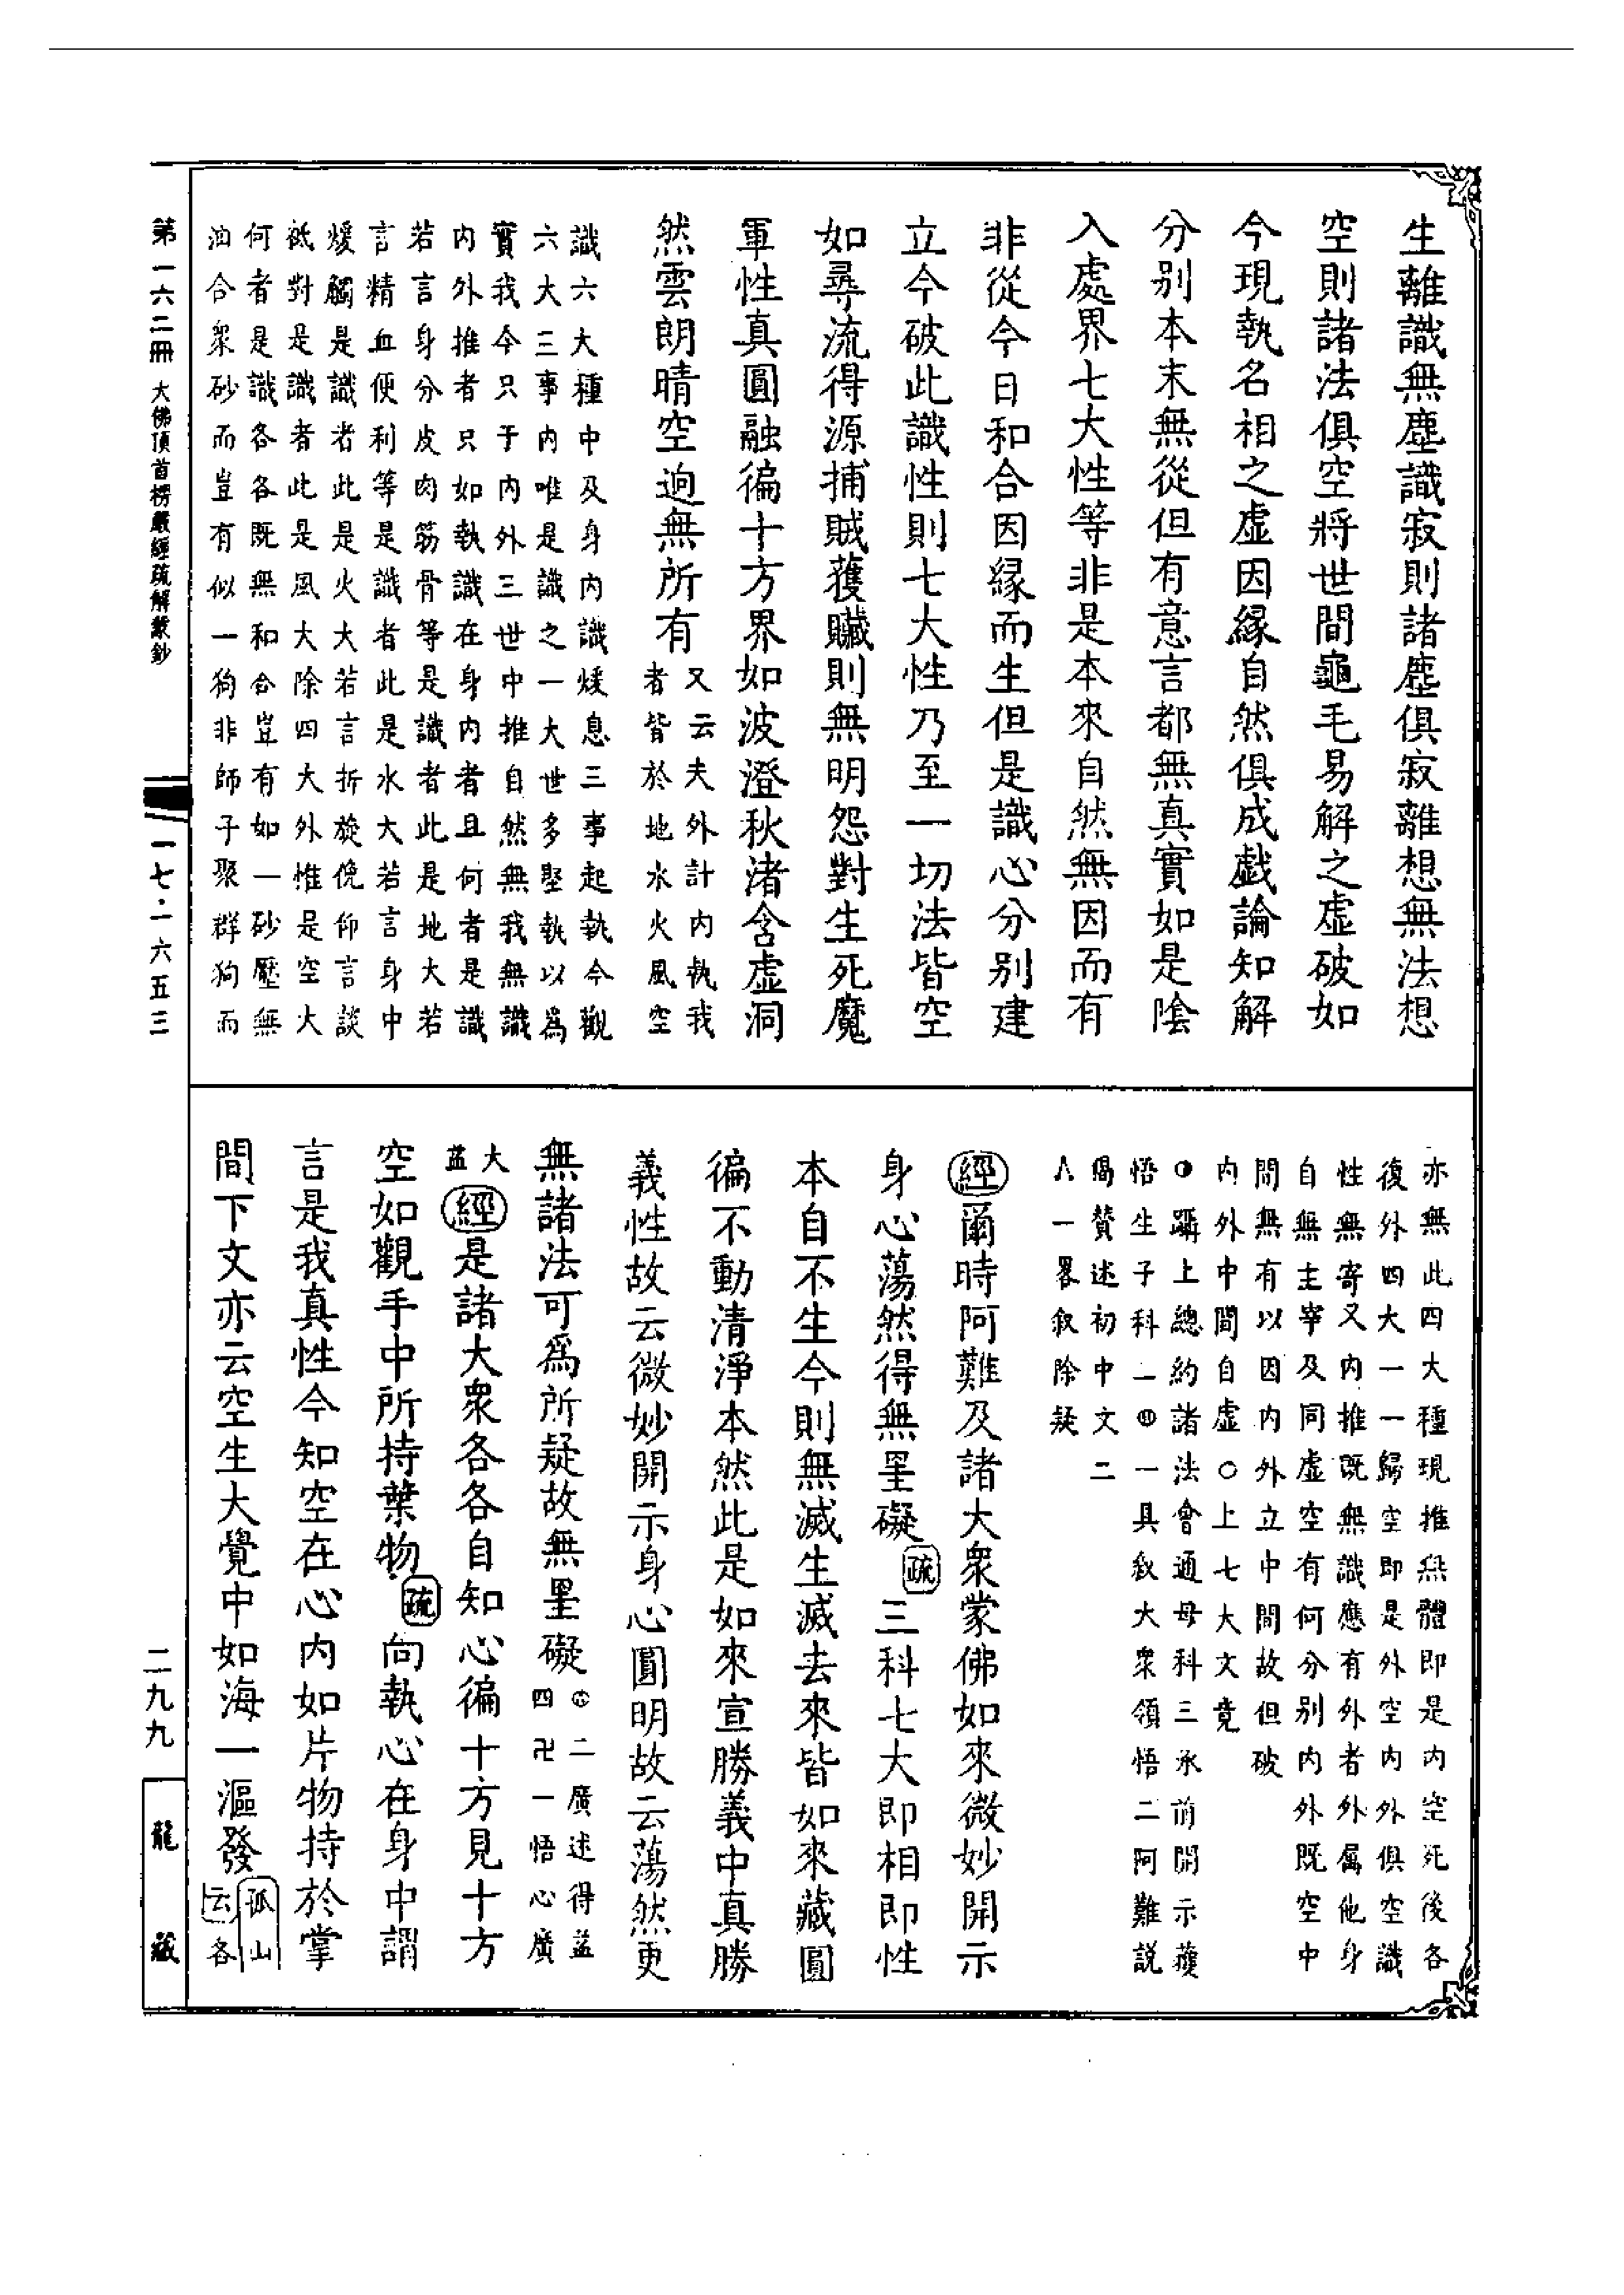 生離識無塵識寂則諸塵俱寂離想無法想
空則諸法俱空將世間龜毛易解之虛破如
今現執名相之虛因緣自然俱成戲論知解
分別本末無從但有意言都無真實如是陰
入處界七大性等非是本來自然無因而有
非從今日和合因緣而生但是識心分別建
立今破此識性則七大性乃至一切法皆空
如尋流得源捕賊獲贓則無明怨對生死魔
軍性真圓融徧十方界如波澄秋渚含虛洞
然雲朗晴空迥無所有
又云夫外計內執我
者皆於地水火風空
識六大種中及身內識煖息三事起執今觀
六大三事內唯是識之一大世多堅執以為
實我今只于內外三世中推自然無我無識
內外推者只如執識在身內者且何者是識
若言身分皮肉筋骨等是識者此是地大若
言精血便利等是識者此是水大若言身中
煖觸是識者此是火大若言折旋俛仰言談
祗對是識者此是風大除四大外惟是空大
何者是識各各既無和合豈有如一砂壓無
油合衆砂而豈有似一狗非師子聚群狗而
第一六二冊 大佛頂首楞嚴經疏解蒙鈔
一七·一六五三
亦無此四大種現推無體即是內空死後各
復外四大一一歸空即是外空內外俱空識
性無寄又內推既無識應有外者外属他身
自無主宰及同虛空有何分別內外既空中
間無有以因內外立中間故但破
內外中間自虛〇上七大文竟
躡上總約諸法會通母科三承前開示獲
悟生子科二 一具叙大衆領悟二阿難説
偈贊述初中文二
一畧叙除疑
經爾時阿難及諸大衆蒙佛如來微妙開示
身心蕩然得無罣礙疏三科七大即相即性
本自不生今則無滅生滅去來皆如來藏圓
徧不動清淨本然此是如來宣勝義中真勝
義性故云微妙開示身心圓明故云蕩然更
無諸法可為所疑故無罣礙
二廣述得益
四卍一悟心廣
大益
經是諸大衆各各自知心徧十方見十方
空如觀手中所持葉物疏向執心在身中謂
言是我真性今知空在心內如片物持於掌
間下文亦云空生大覺中如海一漚發
孤山
云各
二九九
龍藏